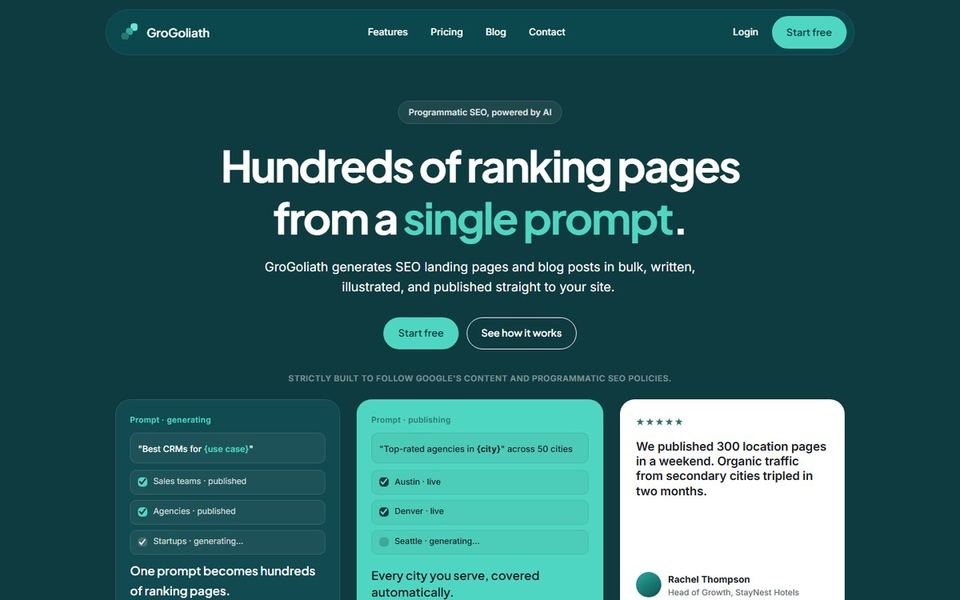 GroGoliath
Features
Pricing
Blog
Contact
Login
Start free
Programmatic SEO, powered by AI
Hundreds of ranking pages
from a single prompt.
GroGoliath generates SEO landing pages and blog posts in bulk, written,
illustrated, and published straight to your site.
Start free
See how it works
STRICTLY BUILT TO FOLLOW GOOGLE'S CONTENT AND PROGRAMMATIC SEO POLICIES.
Prompt · generating
"Best CRMs for {use case}"
Sales teams · published
Agencies · published
Startups · generating...
One prompt becomes hundreds
of ranking pages.
Prompt · publishing
"Top-rated agencies in {city}" across 50 cities
Austin · live
Denver · live
Seattle · generating...
Every city you serve, covered
automatically.
★★★★★
We published 300 location pages
in a weekend. Organic traffic
from secondary cities tripled in
two months.
Rachel Thompson
Head of Growth, StayNest Hotels